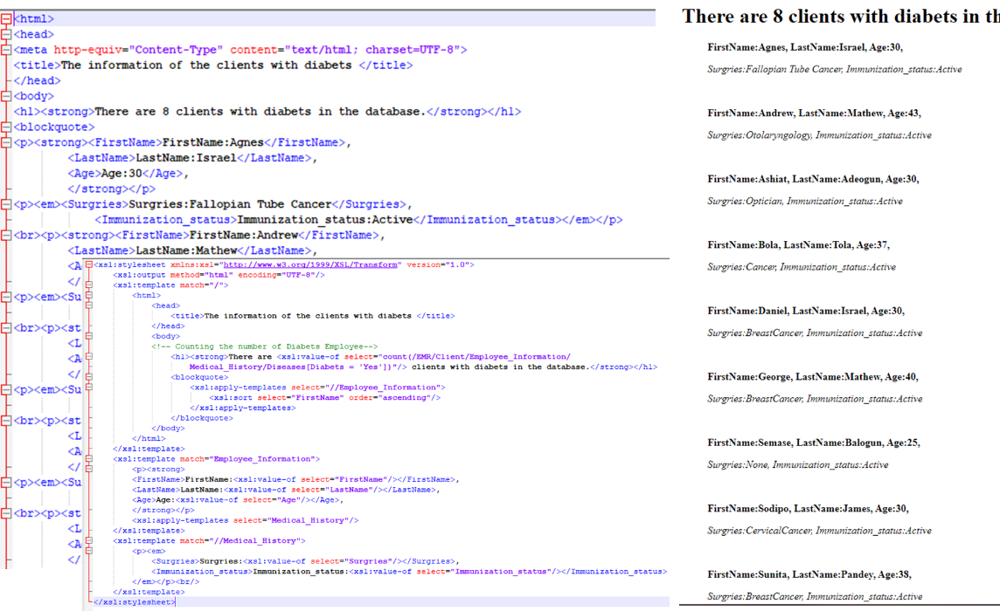 <html>
<head>
<meta http-equiv="Content-Type" content="text/html; charset=UTF-8">
<title>The information of the clients with diabets </title>
</head>
<body>
<h1><strong>There are 8 clients with diabets in the database.</strong></h1>
<blockquote>
<p><strong><FirstName>FirstName:Agnes</FirstName>,
<LastName>LastName:Israel</LastName>,
<Age>Age:30</Age>,
</strong></p>
<p><em><Surgries>Surgries:Fallopian Tube Cancer</Surgries>,
<Immunization_status>Immunization_status:Active</Immunization_status></em></p>
<br><p><strong><FirstName>FirstName:Andrew</FirstName>,
<LastName>LastName:Mathew</LastName>,
<A
</
<p><em><Su
<br><p><st
<L
<A
</
<p><em><Su
<br><p><st
<L
<A
</
<p><em><Su
<br><p><st
<L
<A
</
<xsl:stylesheet xmlns:xsl="http://www.w3.org/1999/XSL/Transform" version="1.0">
<xsl:output method="html" encoding="UTF-8"/>
<xsl:template match="/">
<html>
<head>
<title>The information of the clients with diabets </title>
</head>
<body>
<!-- Counting the number of Diabets Employee-->
<h1><strong>There are <xsl:value-of select="count(/EMR/Client/Employee_Information/
Medical_History/Diseases[Diabets = 'Yes'])"/> clients with diabets in the database.</strong></h1>
<blockquote>
<xsl:apply-templates select="//Employee_Information">
<xsl:sort select="FirstName" order="ascending"/>
</xsl:apply-templates>
</blockquote>
</body>
</html>
</xsl:template>
<xsl:template match="Employee_Information">
<p><strong>
<FirstName>FirstName:<xsl:value-of select="FirstName"/></FirstName>,
<LastName>LastName:<xsl:value-of select="LastName"/></LastName>,
<Age>Age:<xsl:value-of select="Age"/></Age>,
</strong></p>
<xsl:apply-templates select="Medical_History"/>
</xsl:template>
<xsl:template match="//Medical_History">
<p><em>
<Surgries>Surgries:<xsl:value-of select="Surgries"/></Surgries>,
<Immunization_status>Immunization_status:<xsl:value-of select="Immunization_status"/></Immunization_status>
</em></p><br/>
</xsl:template>
</xsl:stylesheet>
There are 8 clients with diabets in th
FirstName:Agnes, LastName:Israel, Age:30,
Surgries:Fallopian Tube Cancer, Immunization_status:Active
FirstName:Andrew, LastName:Mathew, Age:43,
Surgries:Otolaryngology, Immunization_status:Active
FirstName:Ashiat, LastName:Adeogun, Age:30,
Surgries:Optician, Immunization_status:Active
FirstName:Bola, LastName:Tola, Age:37,
Surgries:Cancer, Immunization_status:Active
FirstName:Daniel, LastName:Israel, Age:30,
Surgries:BreastCancer, Immunization_status:Active
FirstName:George, LastName:Mathew, Age:40,
Surgries:BreastCancer, Immunization_status:Active
FirstName:Semase, LastName:Balogun, Age:25,
Surgries:None, Immunization_status:Active
FirstName:Sodipo, LastName:James, Age:30,
Surgries:CervicalCancer, Immunization_status:Active
FirstName:Sunita, LastName:Pandey, Age:38,
Surgries:BreastCancer, Immunization_status:Active